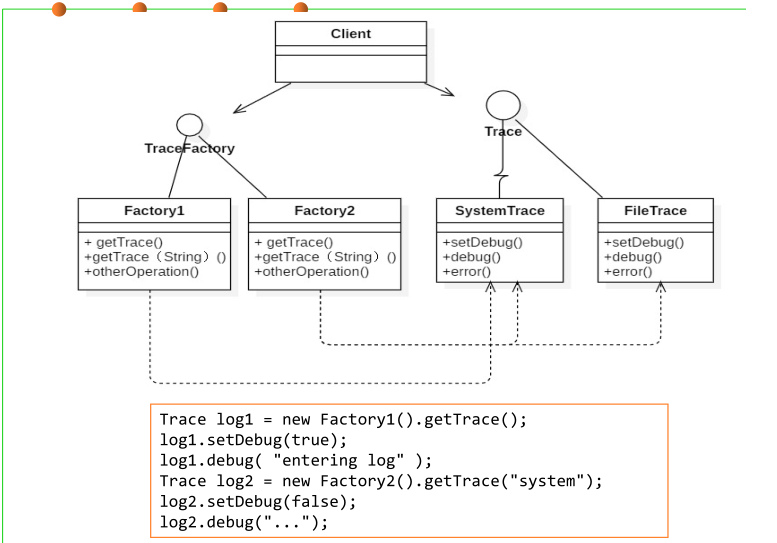 Client
Trace
TraceFactory
Factory1
+ getTrace()
+getTrace（String）()
+otherOperation()
Factory2
+ getTrace()
+getTrace（String）()
+otherOperation()
SystemTrace
+setDebug()
+debug()
+error()
FileTrace
+setDebug()
+debug()
+error()
Trace log1 = new Factory1().getTrace();
log1.setDebug(true);
log1.debug( "entering log" );
Trace log2 = new Factory2().getTrace("system");
log2.setDebug(false);
log2.debug("...");